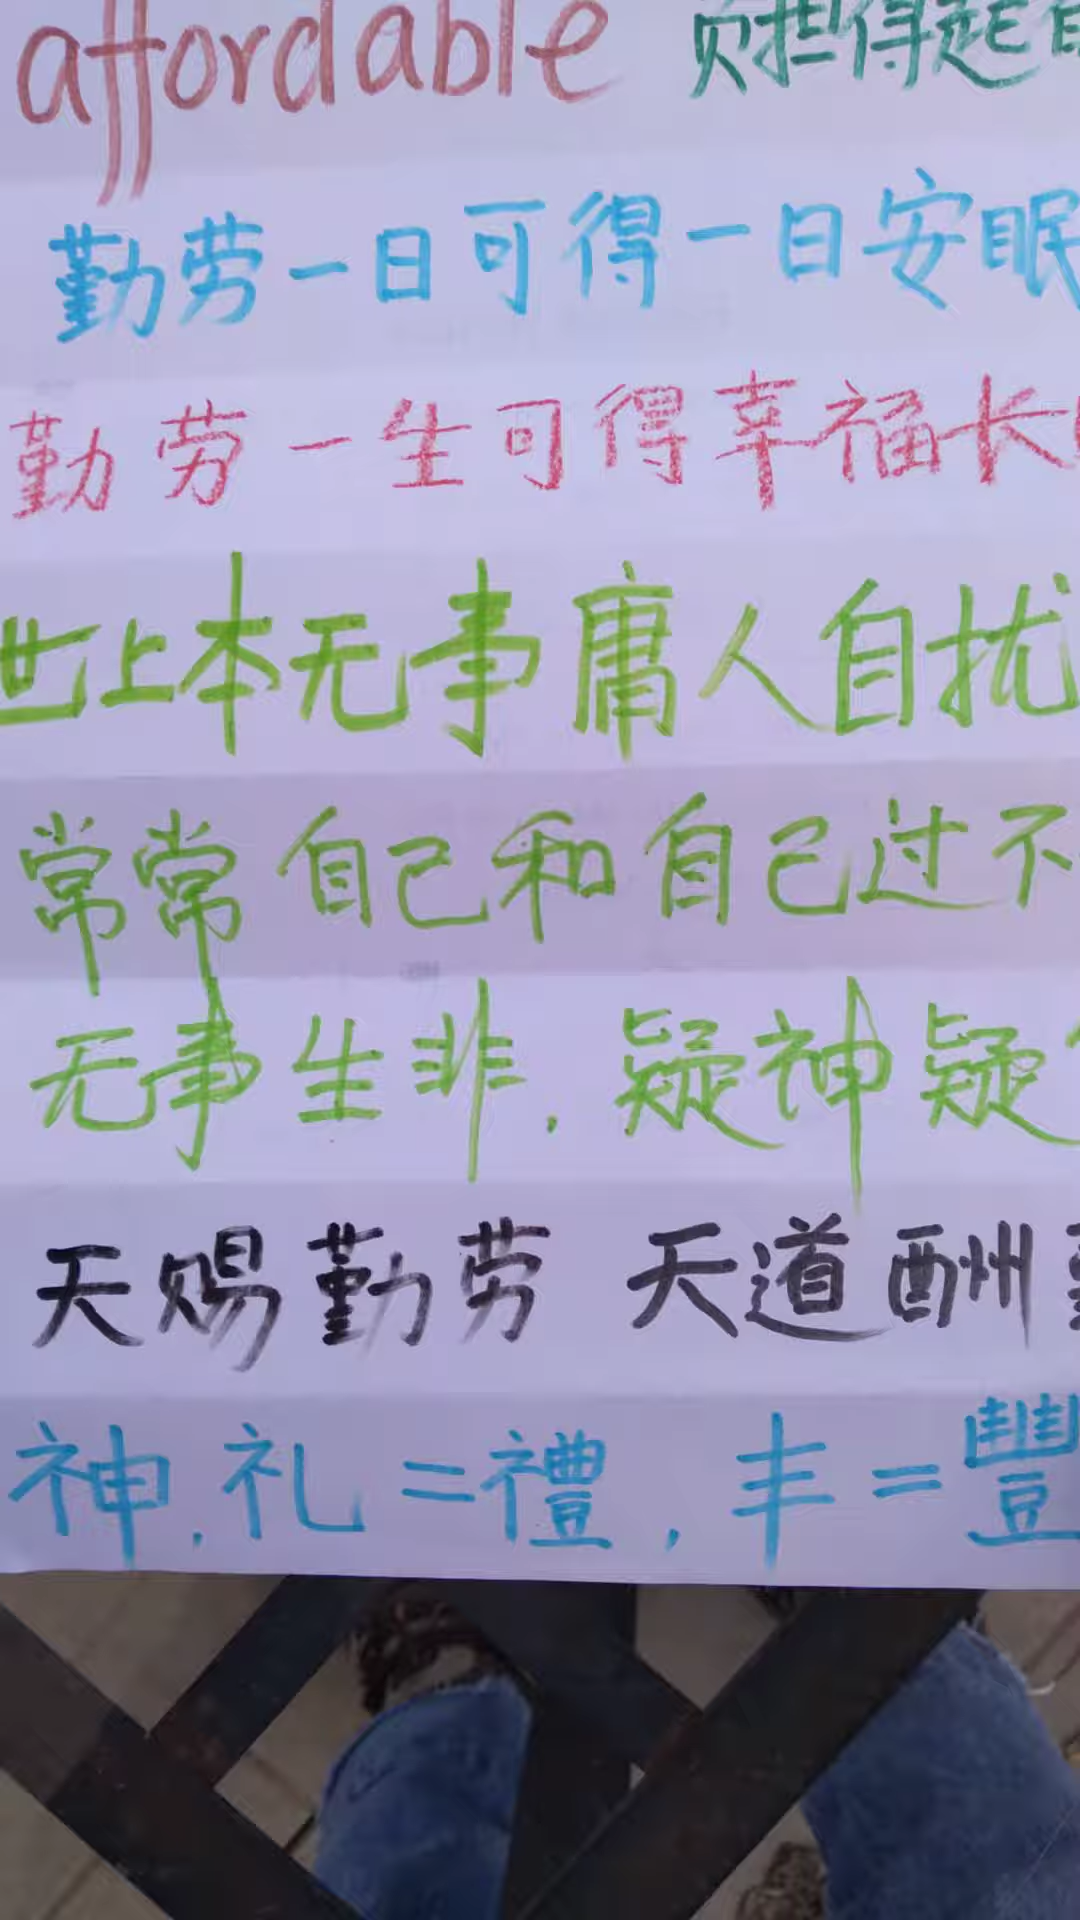 affordable 负担得起
勤劳一日可得一日安眠
勤劳一生可得幸福长
世上本无事庸人自扰
常常自己和自己过不
无事生非.疑神疑
天赐勤劳 天道酬
神.礼=禮,丰=豐